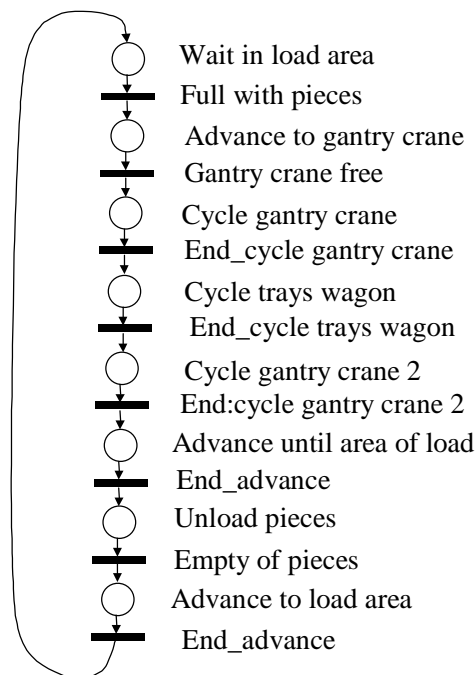 Wait in load area
Full with pieces
Advance to gantry crane
Gantry crane free
Cycle gantry crane
End_cycle gantry crane
Cycle trays wagon
End_cycle trays wagon
Cycle gantry crane 2
End:cycle gantry crane 2
Advance until area of load
End_advance
Unload pieces
Empty of pieces
Advance to load area
End_advance